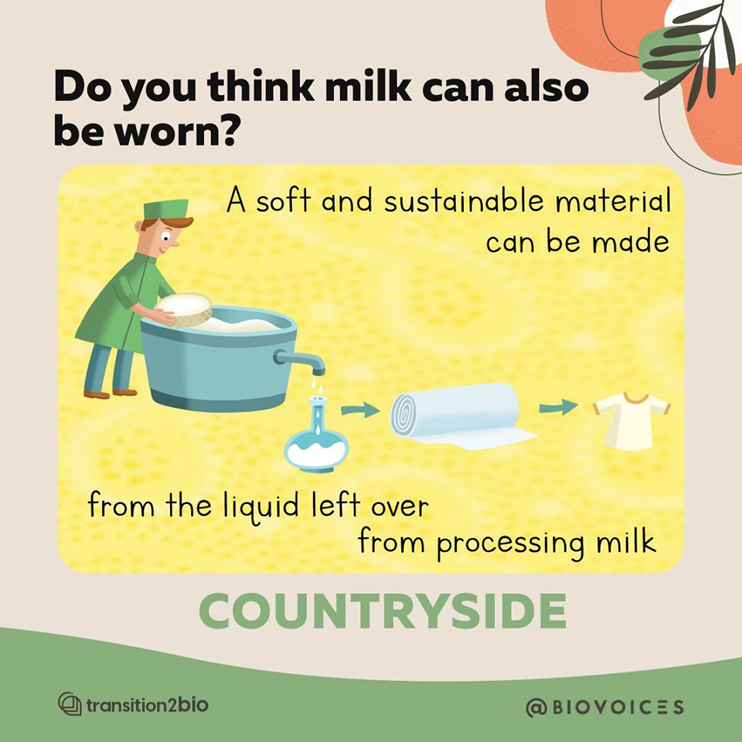 Do you think milk can also
be worn?
A soft and sustainable material
can be made
from the liquid left over
from processing milk
COUNTRYSIDE
transition2bio
@BIOVOICES